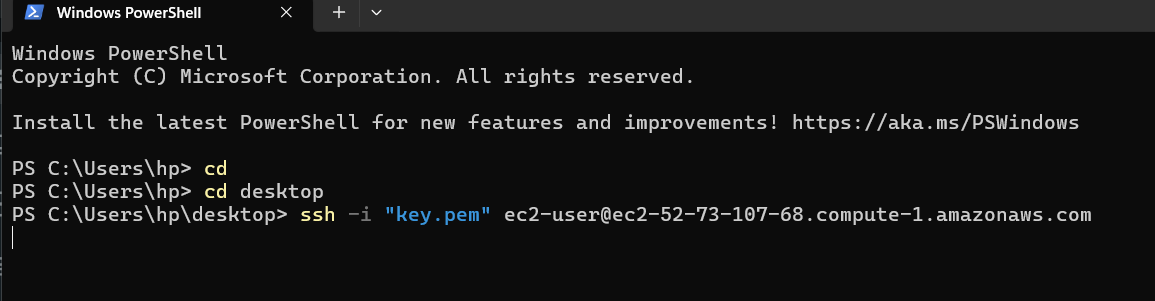 Windows PowerShell
Windows PowerShell
Copyright (C) Microsoft Corporation. All rights reserved.
Install the latest PowerShell for new features and improvements! https://aka.ms/PSWindows
PS C:\Users\hp> cd
PS C:\Users\hp> cd desktop
PS C:\Users\hp\desktop> ssh -i "key.pem" ec2-user@ec2-52-73-107-68.compute-1.amazonaws.com